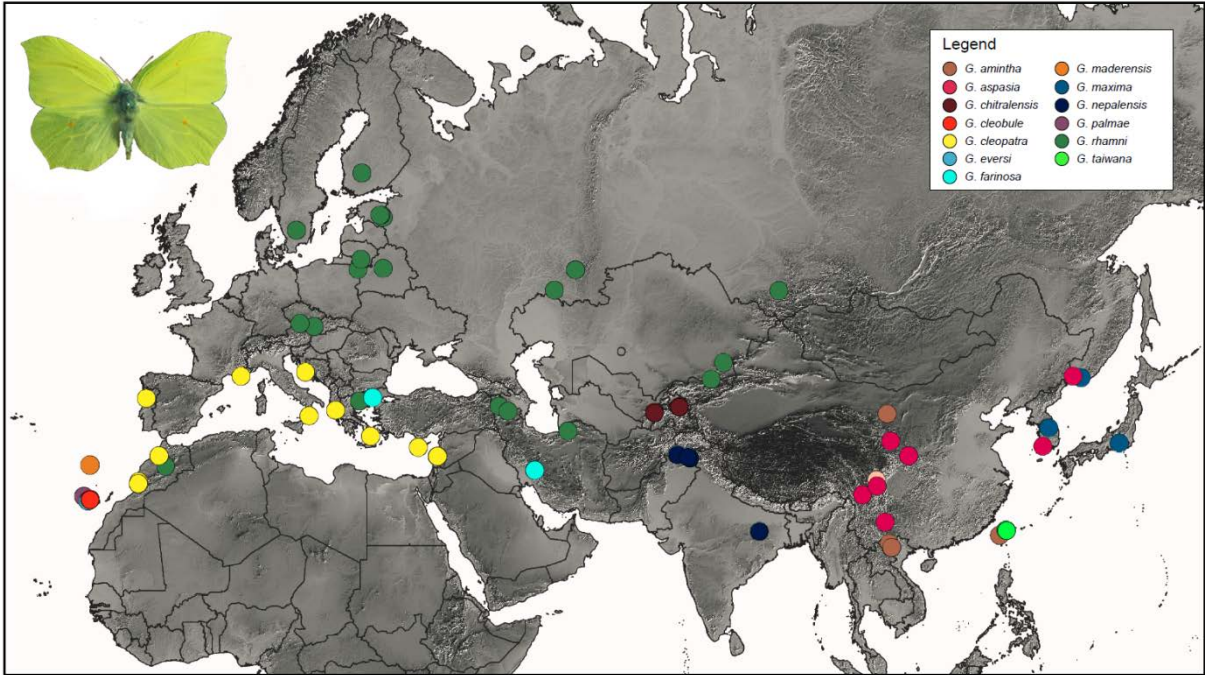 Legend
G. amintha
G. aspasia
G. chitralensis
G. cleobule
G. cleopatra
G. eversi
G. farinosa
G. maderensis
G. maxima
G. nepalensis
G. palmae
G. rhamni
G. taiwana